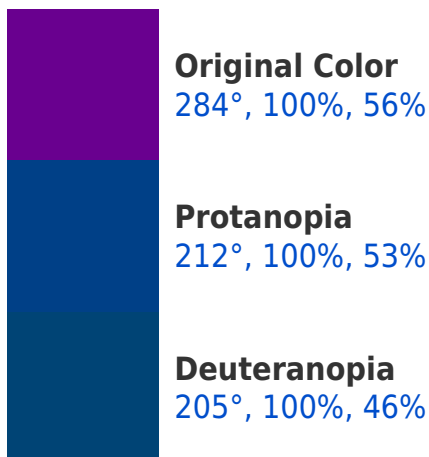 Original Color
284°, 100%, 56%
Protanopia
212°, 100%, 53%
Deuteranopia
205°, 100%, 46%